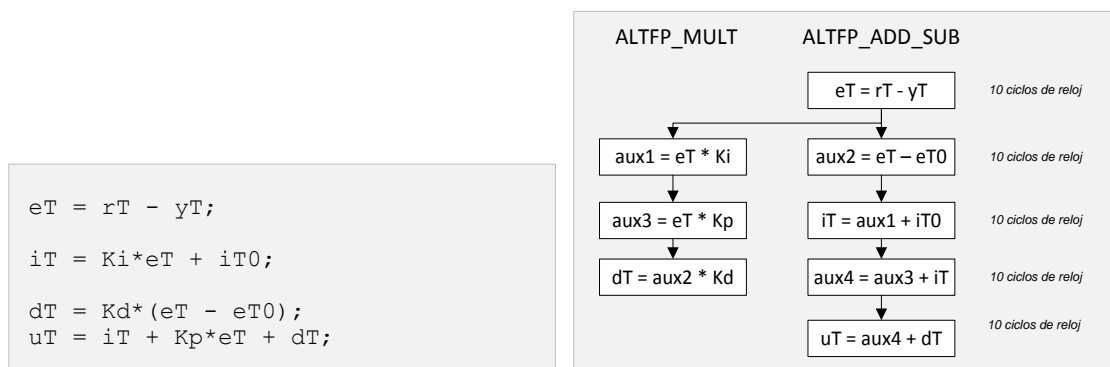 eT = rT - yT;
iT = Ki*eT + iT0;
dT = Kd*(eT - eT0);
uT = iT + Kp*eT + dT;
ALTFP_MULT ALTFP_ADD_SUB
eT = rT - yT 10 ciclos de reloj
aux1 = eT * Ki aux2 = eT – eT0 10 ciclos de reloj
aux3 = eT * Kp iT = aux1 + iT0 10 ciclos de reloj
dT = aux2 * Kd aux4 = aux3 + iT 10 ciclos de reloj
uT = aux4 + dT 10 ciclos de reloj